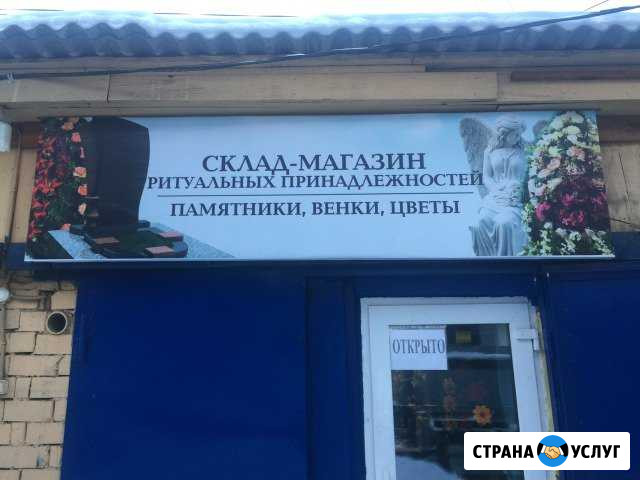 СКЛАД-МАГАЗИН
РИТУАЛЬНЫХ ПРИНАДЛЕЖНОСТЕЙ
ПАМЯТНИКИ, ВЕНКИ, ЦВЕТЫ
ОТКРЫТО
СТРАНА УСЛУГ